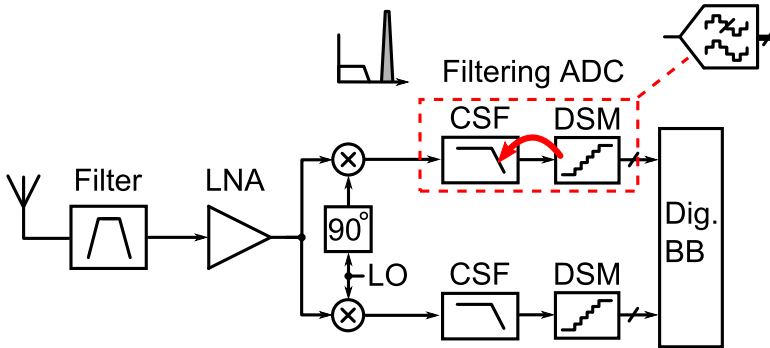 Filtering ADC
CSF
DSM
Filter
LNA
90°
Dig.
BB
LO
CSF
DSM